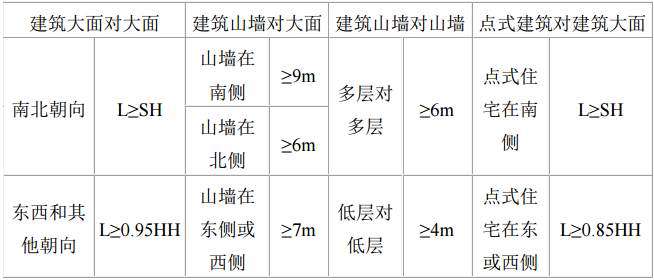 建筑大面对大面 建筑山墙对大面 建筑山墙对山墙 点式建筑对建筑大面
南北朝向 L≥SH 山墙在南侧 ≥9m 多层对多层 ≥6m 点式住宅在南侧 L≥SH
山墙在北侧 ≥6m
东西和其他朝向 L≥0.95HH 山墙在东侧或西侧 ≥7m 低层对低层 ≥4m 点式住宅在东或西侧 L≥0.85HH